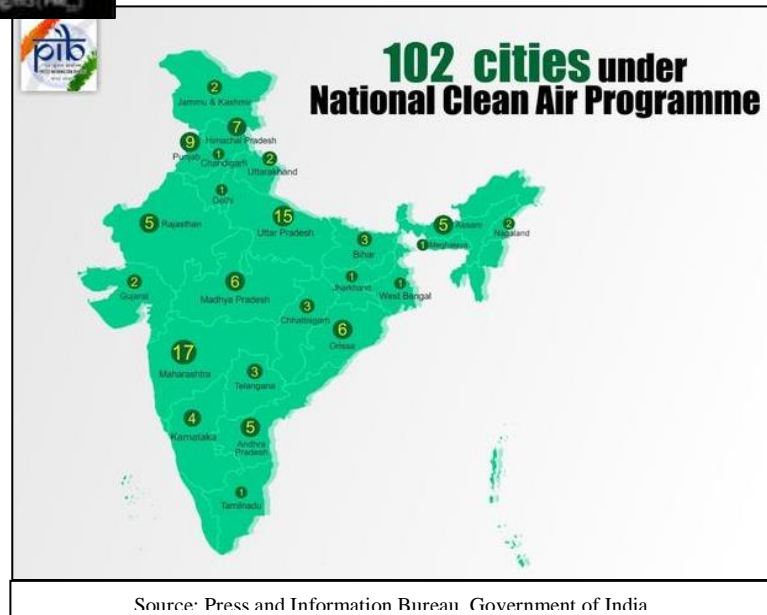 pib
102 cities under
National Clean Air Programme
2
Jammu & Kashmir
7
Himachal Pradesh
9
Punjab
1
Chandigarh
2
Uttarakhand
1
Delhi
5 Rajasthan
15
Uttar Pradesh
5 Assam
2
Nagaland
1 Meghalaya
3
Bihar
2
Gujarat
6
Madhya Pradesh
1
Jharkhand
1
West Bengal
3
Chhattisgarh
6
Orissa
17
Maharashtra
3
Telangana
4
Karnataka
5
Andhra
Pradesh
1
Tamilnadu
Source: Press and Information Bureau, Government of India